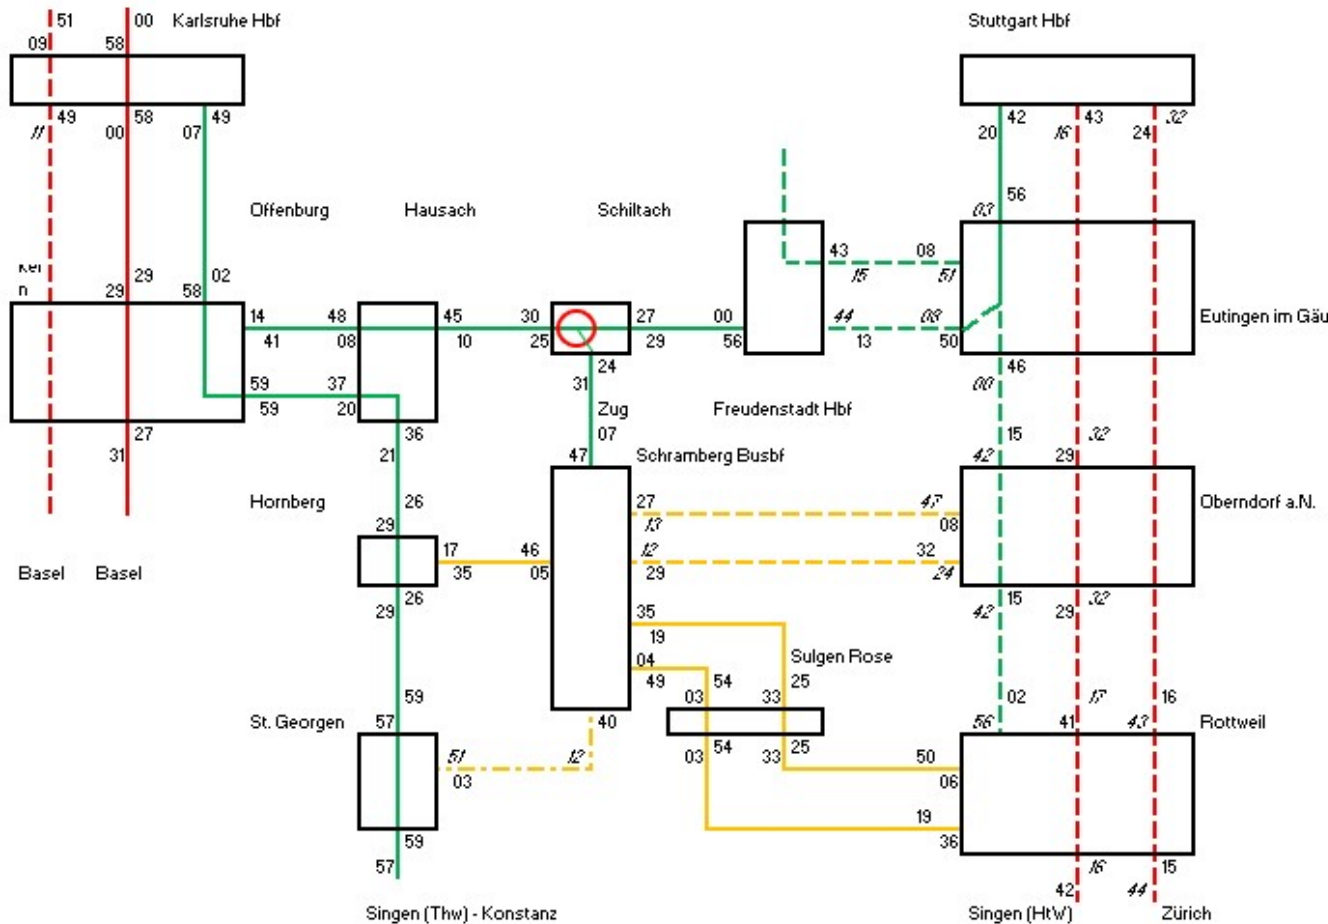 51 00 Karlsruhe Hbf Stuttgart Hbf
09 58
49 58 49 42 43 32
11 00 07 20 16 24
56
Offenburg Hausach Schiltach 03
43 08
15 51
29 02
n 29 58
14 48 45 30 27 00 44 08 Eutingen im Gäu
41 08 10 25 29 56 13 50
24 46
59 37 31 00
59 20 Zug Freudenstadt Hbf
36 07 15 32
21 47 Schramberg Busbf 42 29
27
31
Hornberg 26 27 47 Oberndorf a.N.
29 13 08
17 46 12 32
Basel Basel 35 05 29 24
26 15 32
29 42 29
35
19
04 Sulgen Rose
49 54 25
59 03 33 02 17 16
St. Georgen 57 40 56 41 43 Rottweil
51 12 54 25 50
03 03 33 06
19
59 36
57 16 15
42 44
Singen (Thw) - Konstanz Singen (HtW) Zürich